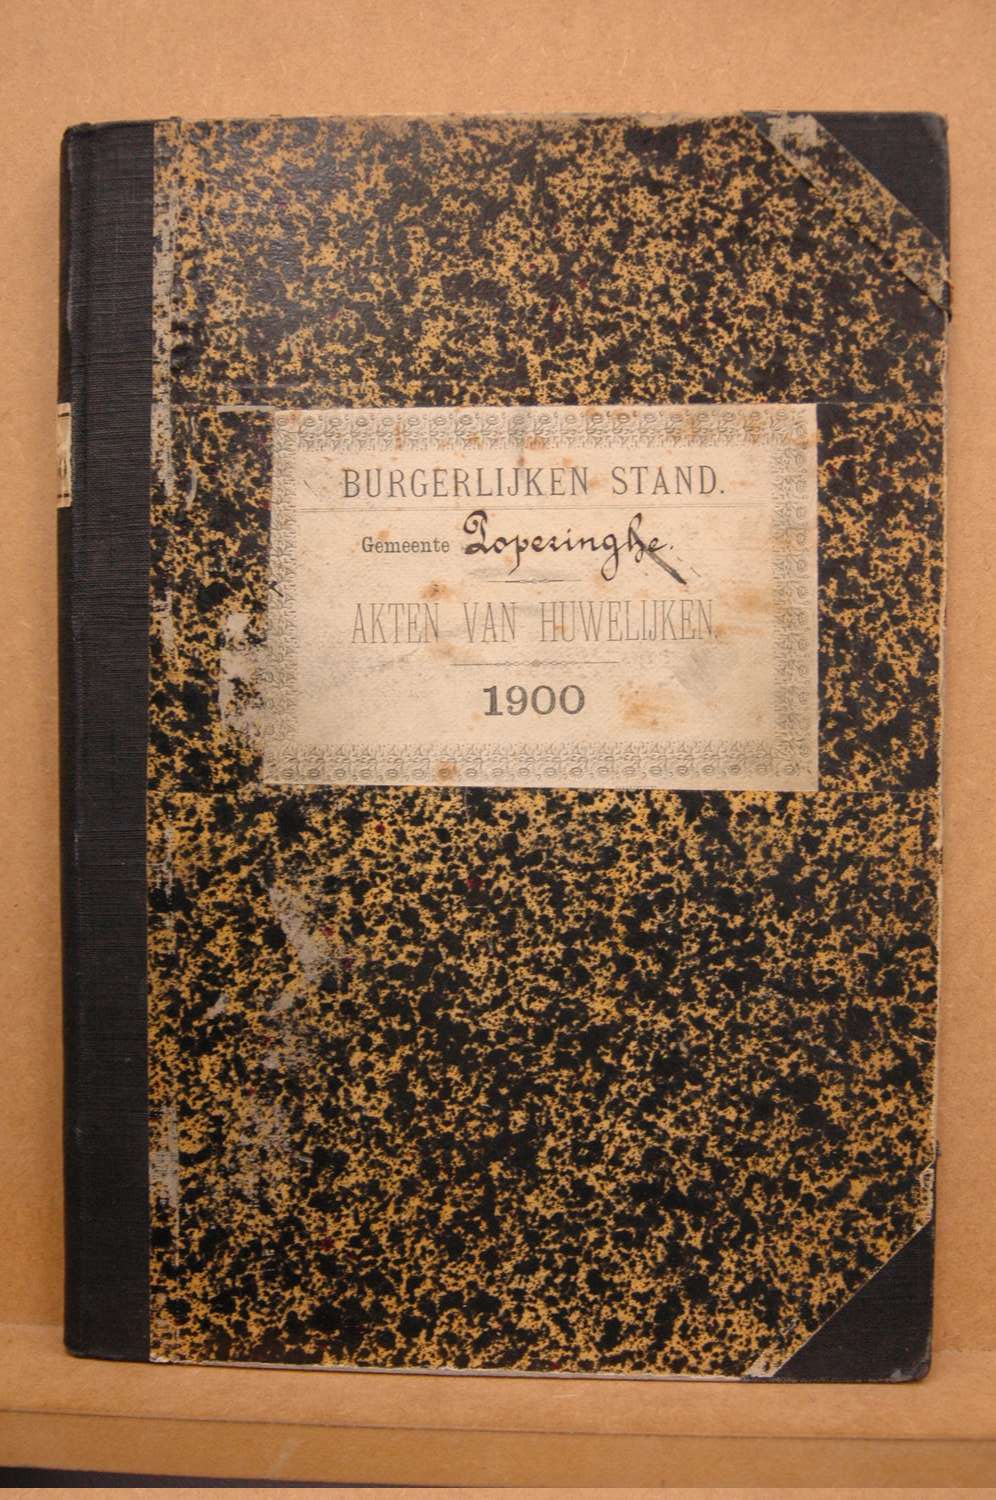 BURGERLIJKEN STAND.
Gemeente Poperinghe.
AKTEN VAN HUWELIJKEN.
1900